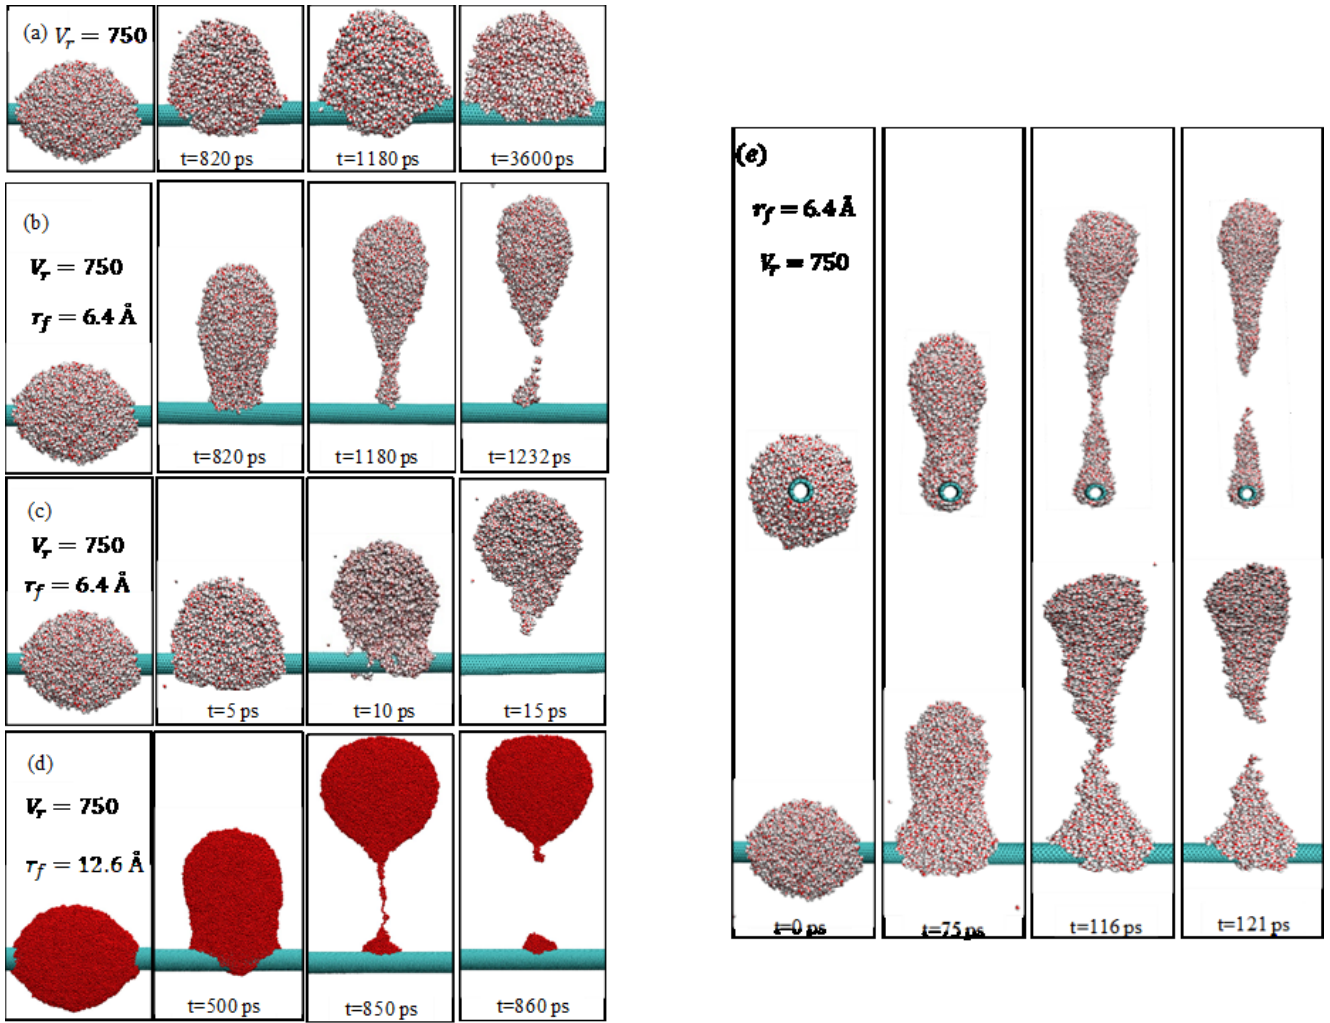 (a) V_r = 750
t=820 ps
t=1180 ps
t=3600 ps
(b)
V_r = 750
r_f = 6.4 Å
t=820 ps
t=1180 ps
t=1232 ps
(c)
V_r = 750
r_f = 6.4 Å
t=5 ps
t=10 ps
t=15 ps
(d)
V_r = 750
r_f = 12.6 Å
t=500 ps
t=850 ps
t=860 ps
(e)
r_f = 6.4 Å
V_r = 750
t=0 ps
t=75 ps
t=116 ps
t=121 ps